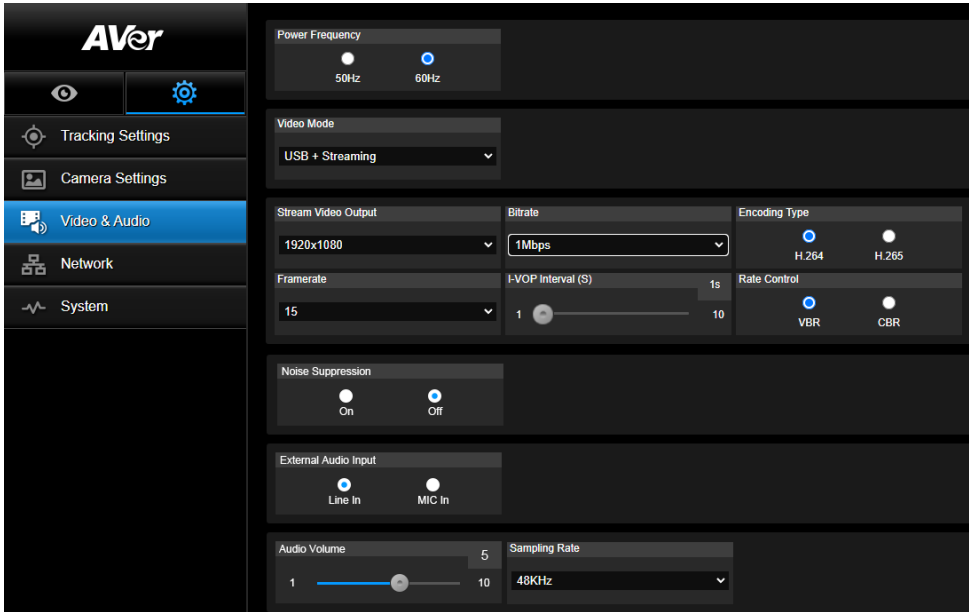 AVer
Tracking Settings
Camera Settings
Video & Audio
Network
System
Power Frequency
50Hz
60Hz
Video Mode
USB + Streaming
Stream Video Output
1920x1080
Bitrate
1Mbps
Encoding Type
H.264
H.265
Framerate
15
I-VOP Interval (S)
1s
1
10
Rate Control
VBR
CBR
Noise Suppression
On
Off
External Audio Input
Line In
MIC In
Audio Volume
5
1
10
Sampling Rate
48KHz